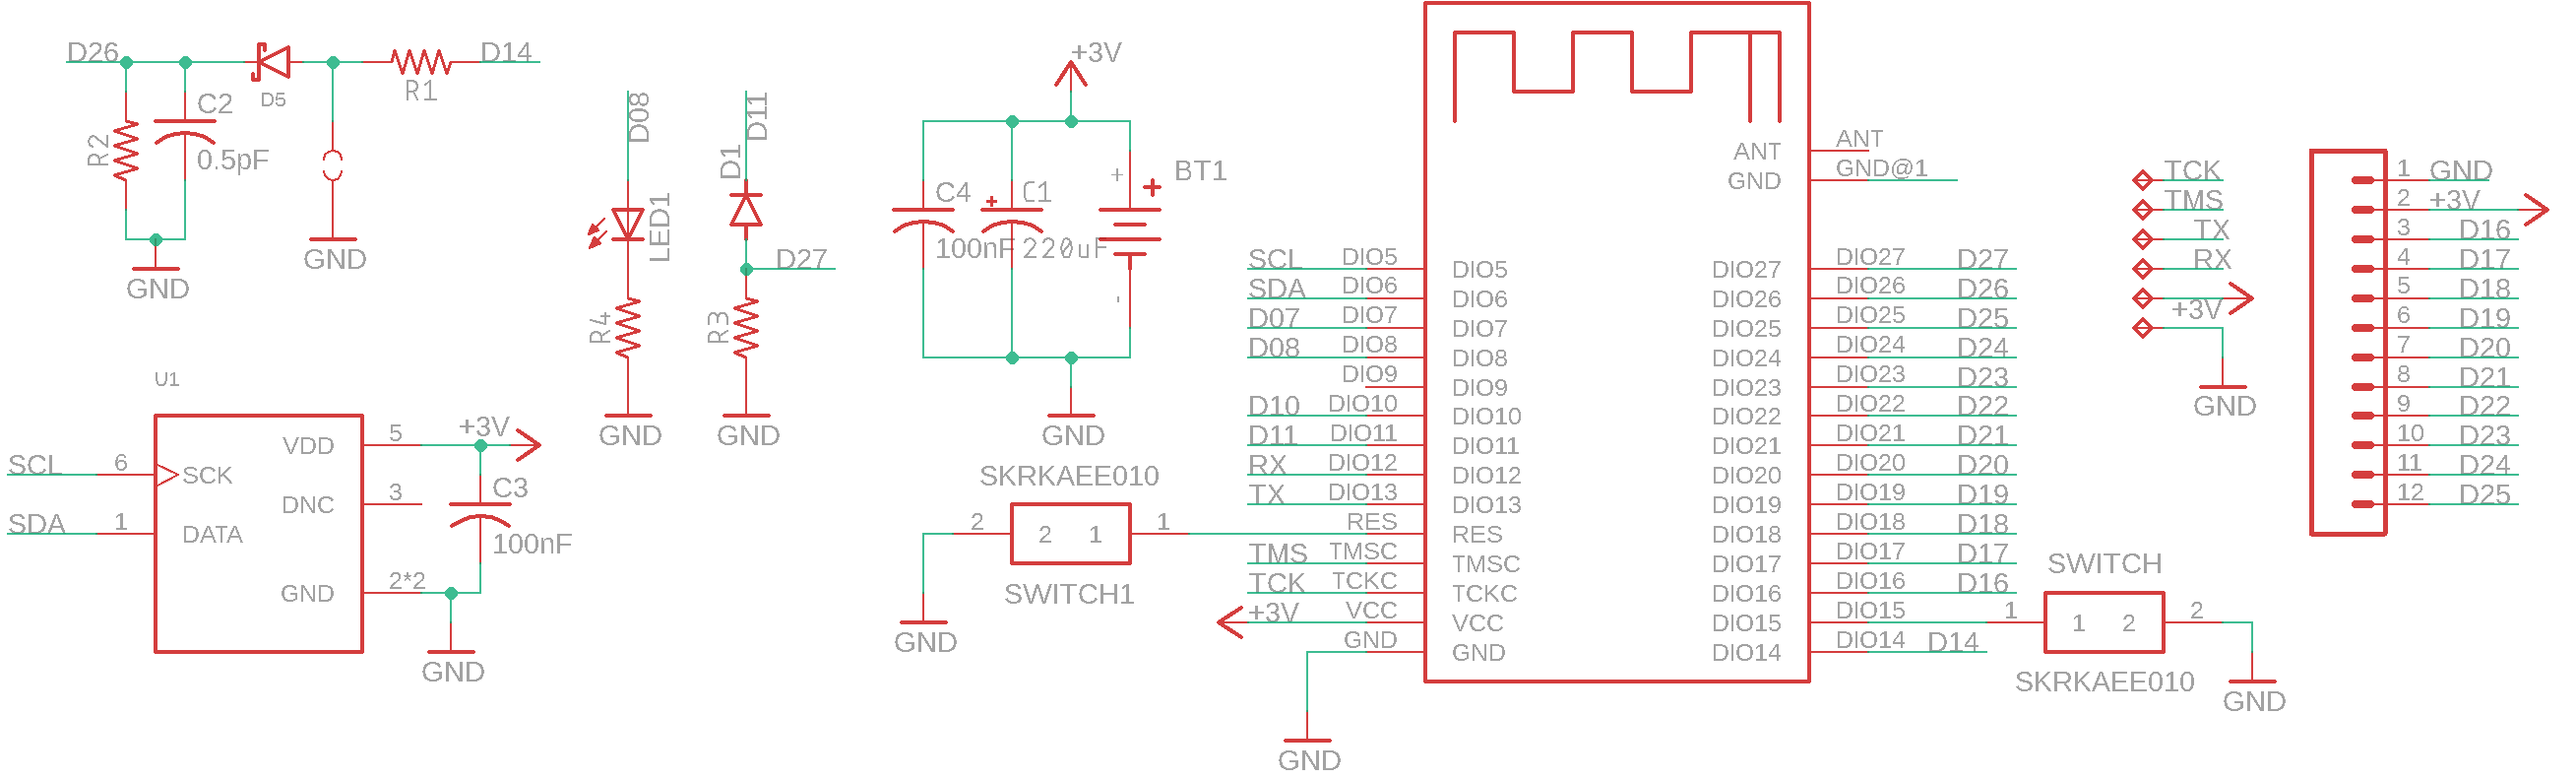 D26
D14
D5
R1
C2
R2
0.5pF
GND
GND
D08
LED1
R4
GND
D11
D1
D27
R3
GND
+3V
C4
100nF
C1
220uF
+
+
-
BT1
GND
U1
SCL
6
SCK
SDA
1
DATA
VDD
5
+3V
DNC
3
C3
100nF
GND
2*2
GND
SKRKAEE010
2
2
1
1
SWITCH1
GND
SCL DIO5 DIO5
SDA DIO6 DIO6
D07 DIO7 DIO7
D08 DIO8 DIO8
DIO9 DIO9
D10 DIO10 DIO10
D11 DIO11 DIO11
RX DIO12 DIO12
TX DIO13 DIO13
RES RES
TMS TMSC TMSC
TCK TCKC TCKC
+3V VCC VCC
GND GND
GND
ANT ANT
GND GND@1
DIO27 DIO27 D27
DIO26 DIO26 D26
DIO25 DIO25 D25
DIO24 DIO24 D24
DIO23 DIO23 D23
DIO22 DIO22 D22
DIO21 DIO21 D21
DIO20 DIO20 D20
DIO19 DIO19 D19
DIO18 DIO18 D18
DIO17 DIO17 D17
DIO16 DIO16 D16
DIO15 DIO15
DIO14 DIO14 D14
SWITCH
1
1
2
2
SKRKAEE010
GND
TCK
TMS
TX
RX
+3V
GND
1 GND
2 +3V
3 D16
4 D17
5 D18
6 D19
7 D20
8 D21
9 D22
10 D23
11 D24
12 D25